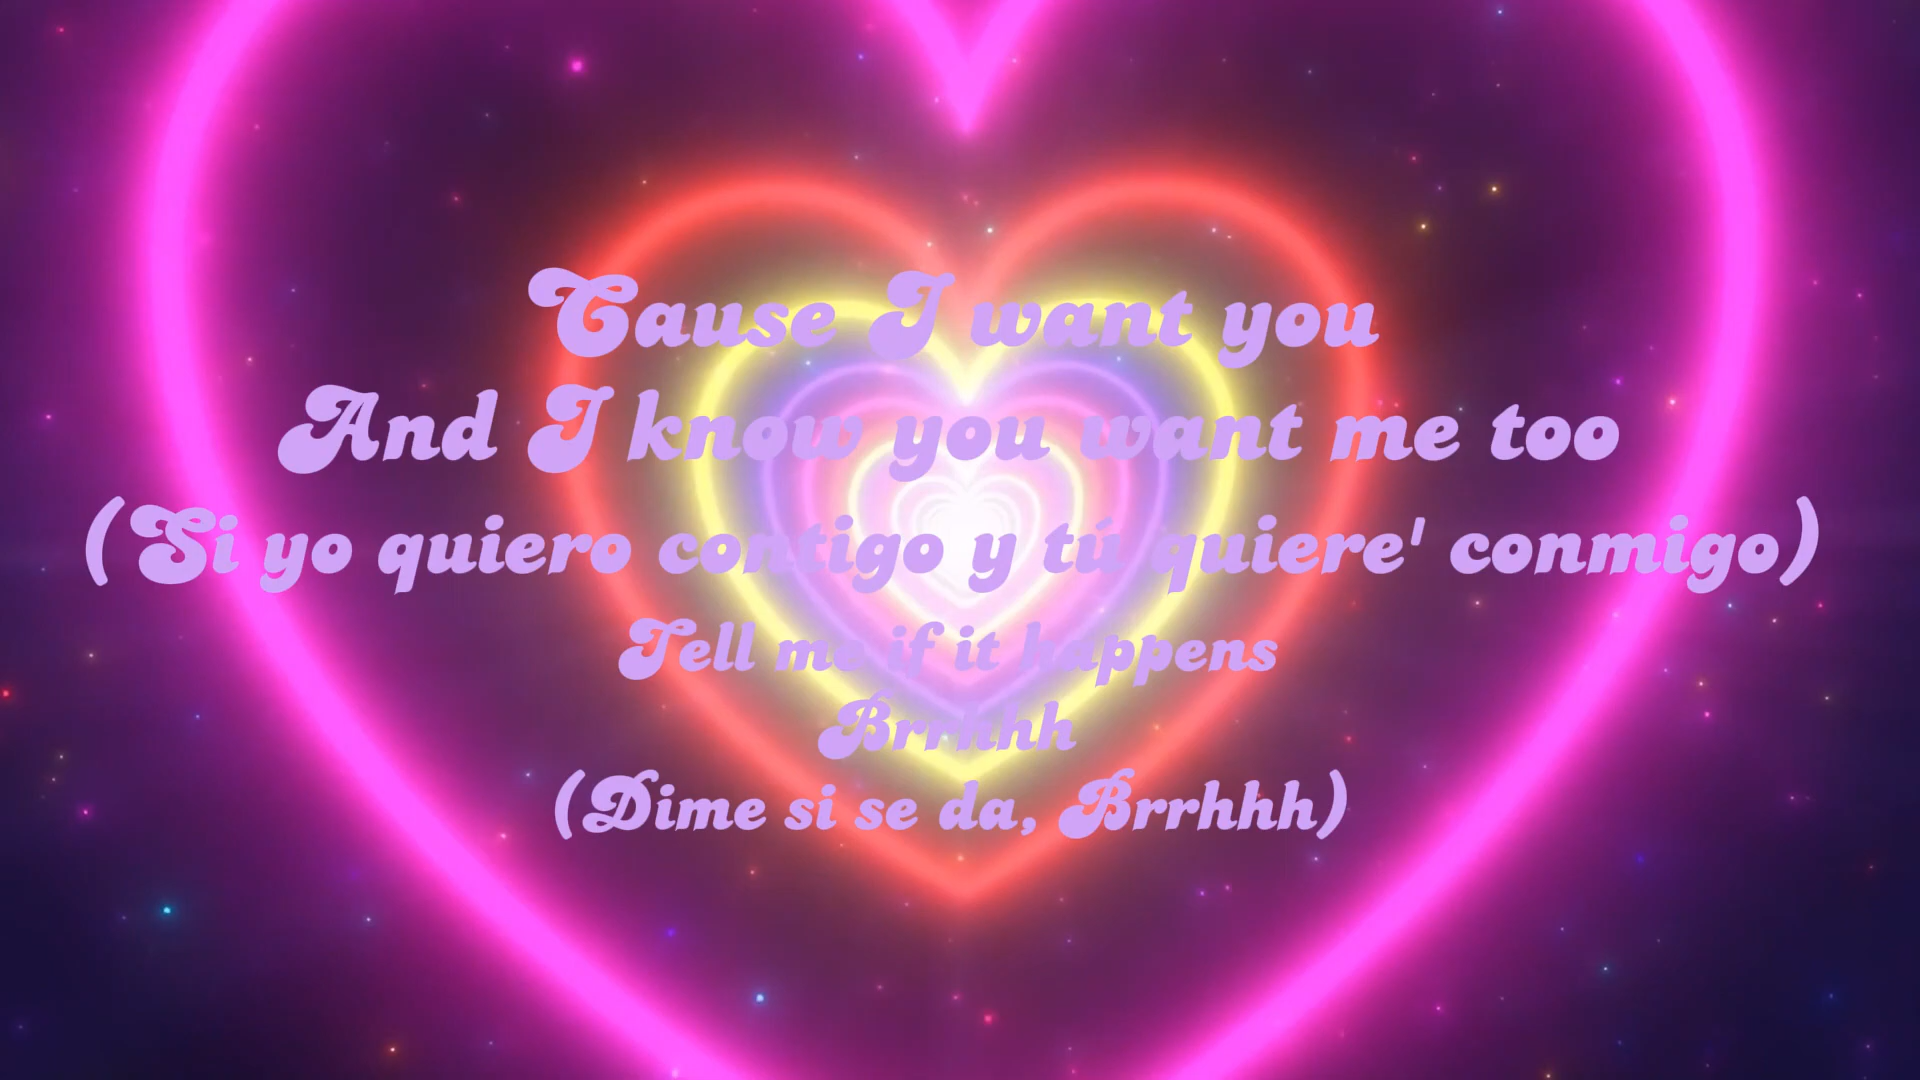 Cause I want you
And I know you want me too
(Si yo quiero contigo y tú quiere' conmigo)
Tell me if it happens
Brrhhh
(Dime si se da, Brrhhh)